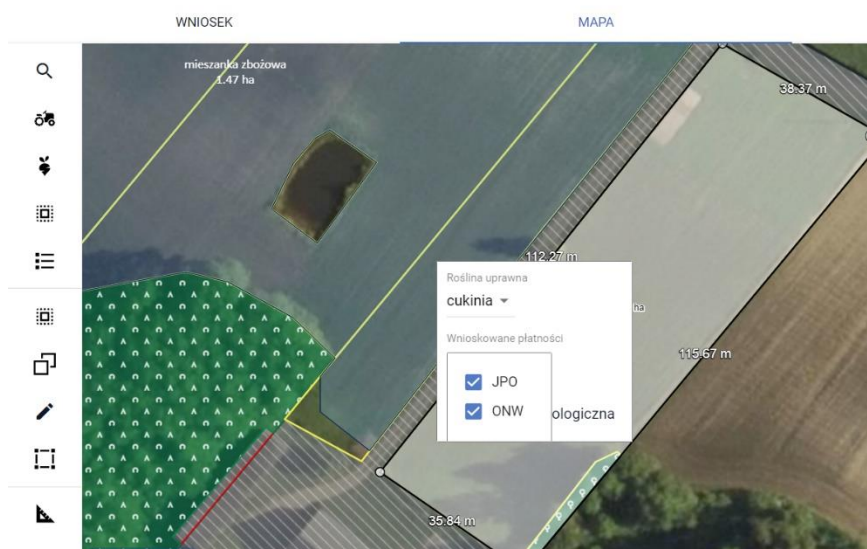 WNIOSEK
MAPA
mieszanka zbożowa
1.47 ha
38.37 m
112.27 m
Roślina uprawna
cukinia
ha
Wnioskowane płatności
115.67 m
JPO
ONW
ologiczna
35.84 m